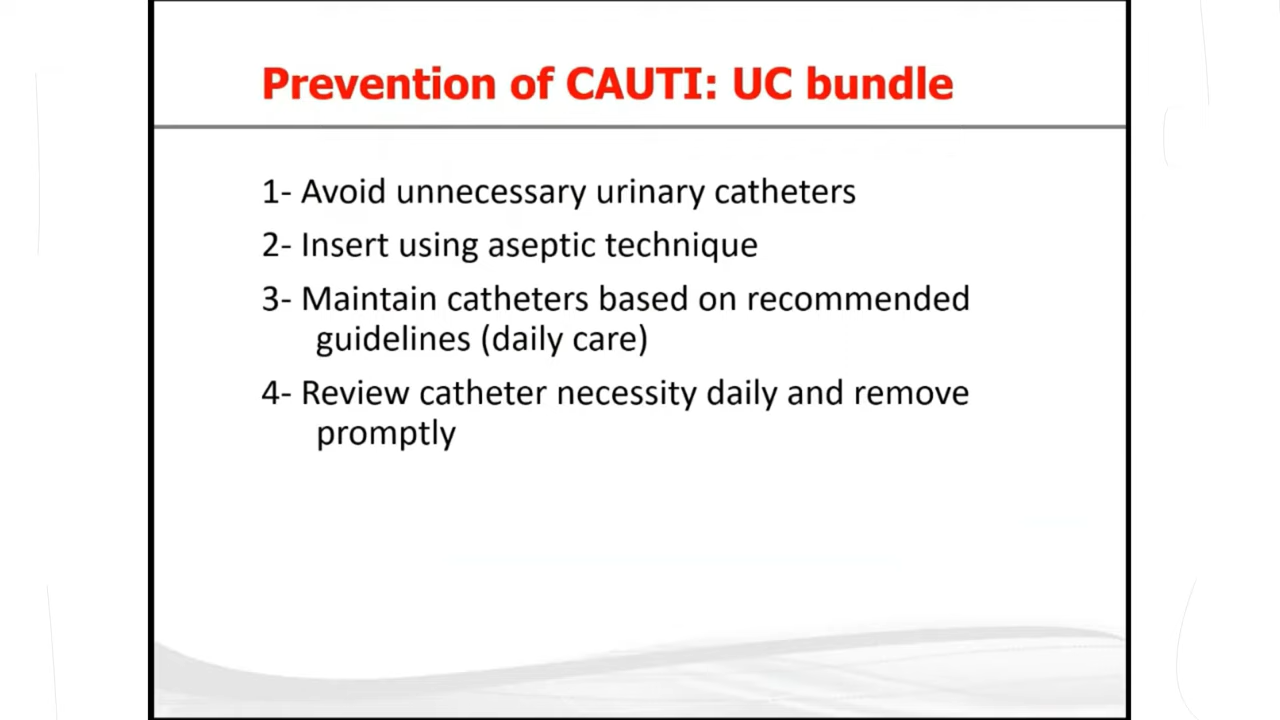 Prevention of CAUTI: UC bundle
1- Avoid unnecessary urinary catheters
2- Insert using aseptic technique
3- Maintain catheters based on recommended
guidelines (daily care)
4- Review catheter necessity daily and remove
promptly